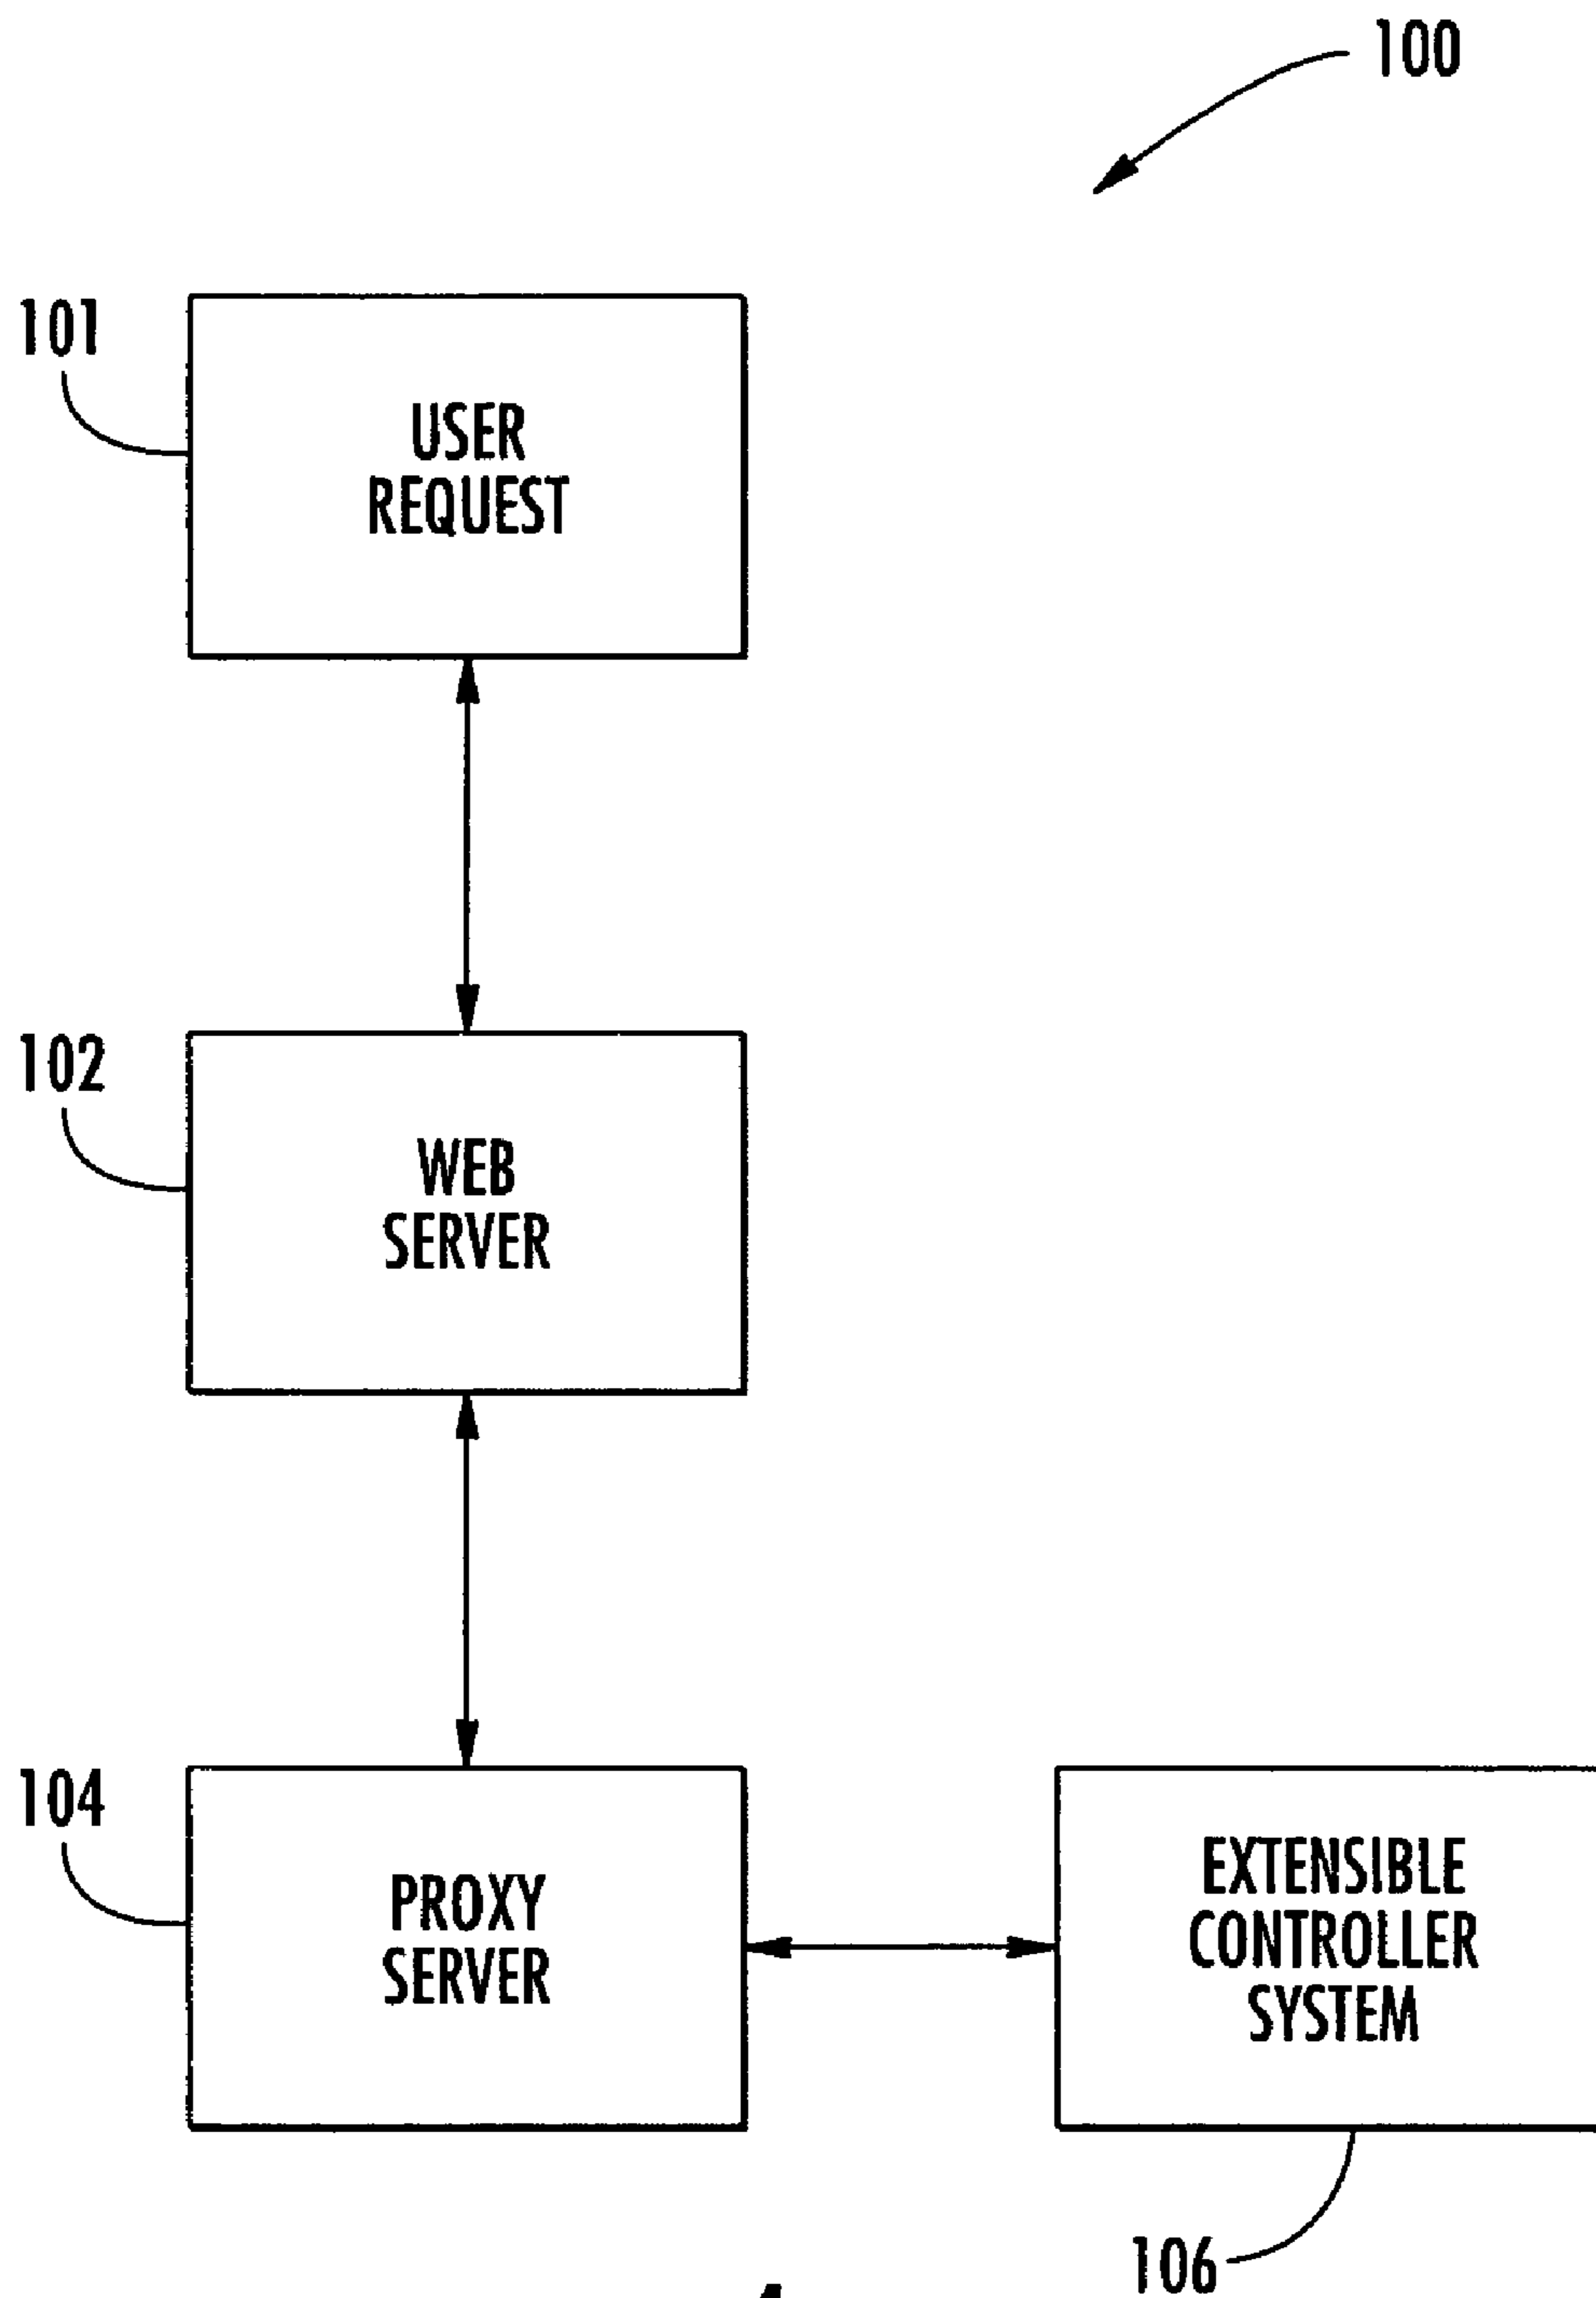 100
101
USER
REQUEST
102
WEB
SERVER
104
PROXY
SERVER
EXTENSIBLE
CONTROLLER
SYSTEM
106